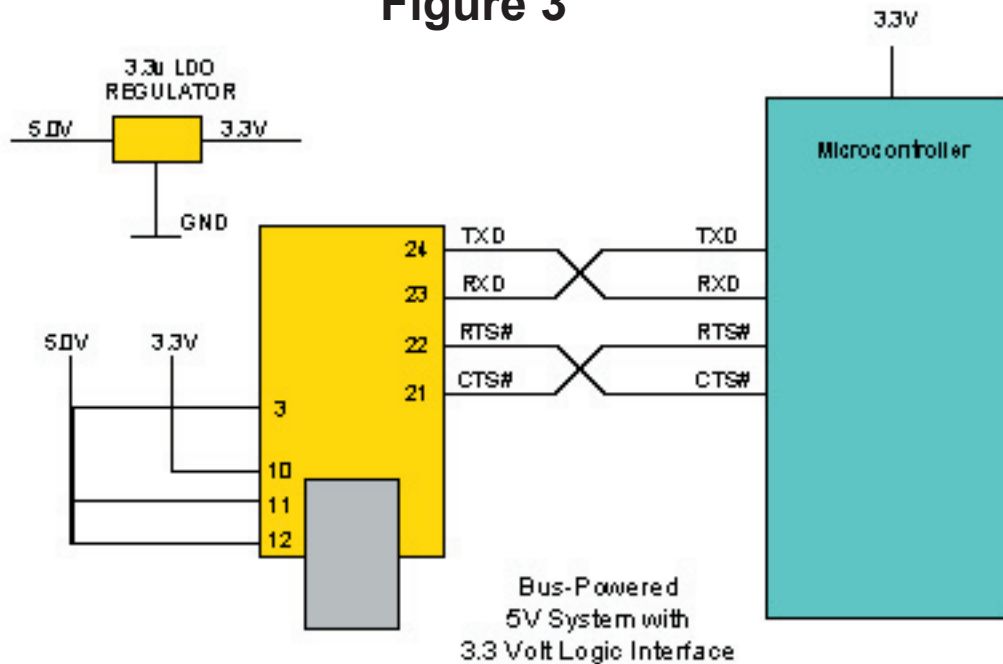 Figure 3
3.3V
3.3u LDO
REGULATOR
5.0V
3.3V
GND
Microcontroller
24
TXD
TXD
23
RXD
RXD
22
RTS#
RTS#
21
CTS#
CTS#
5.0V
3.3V
3
10
11
12
Bus-Powered
5V System with
3.3 Volt Logic Interface